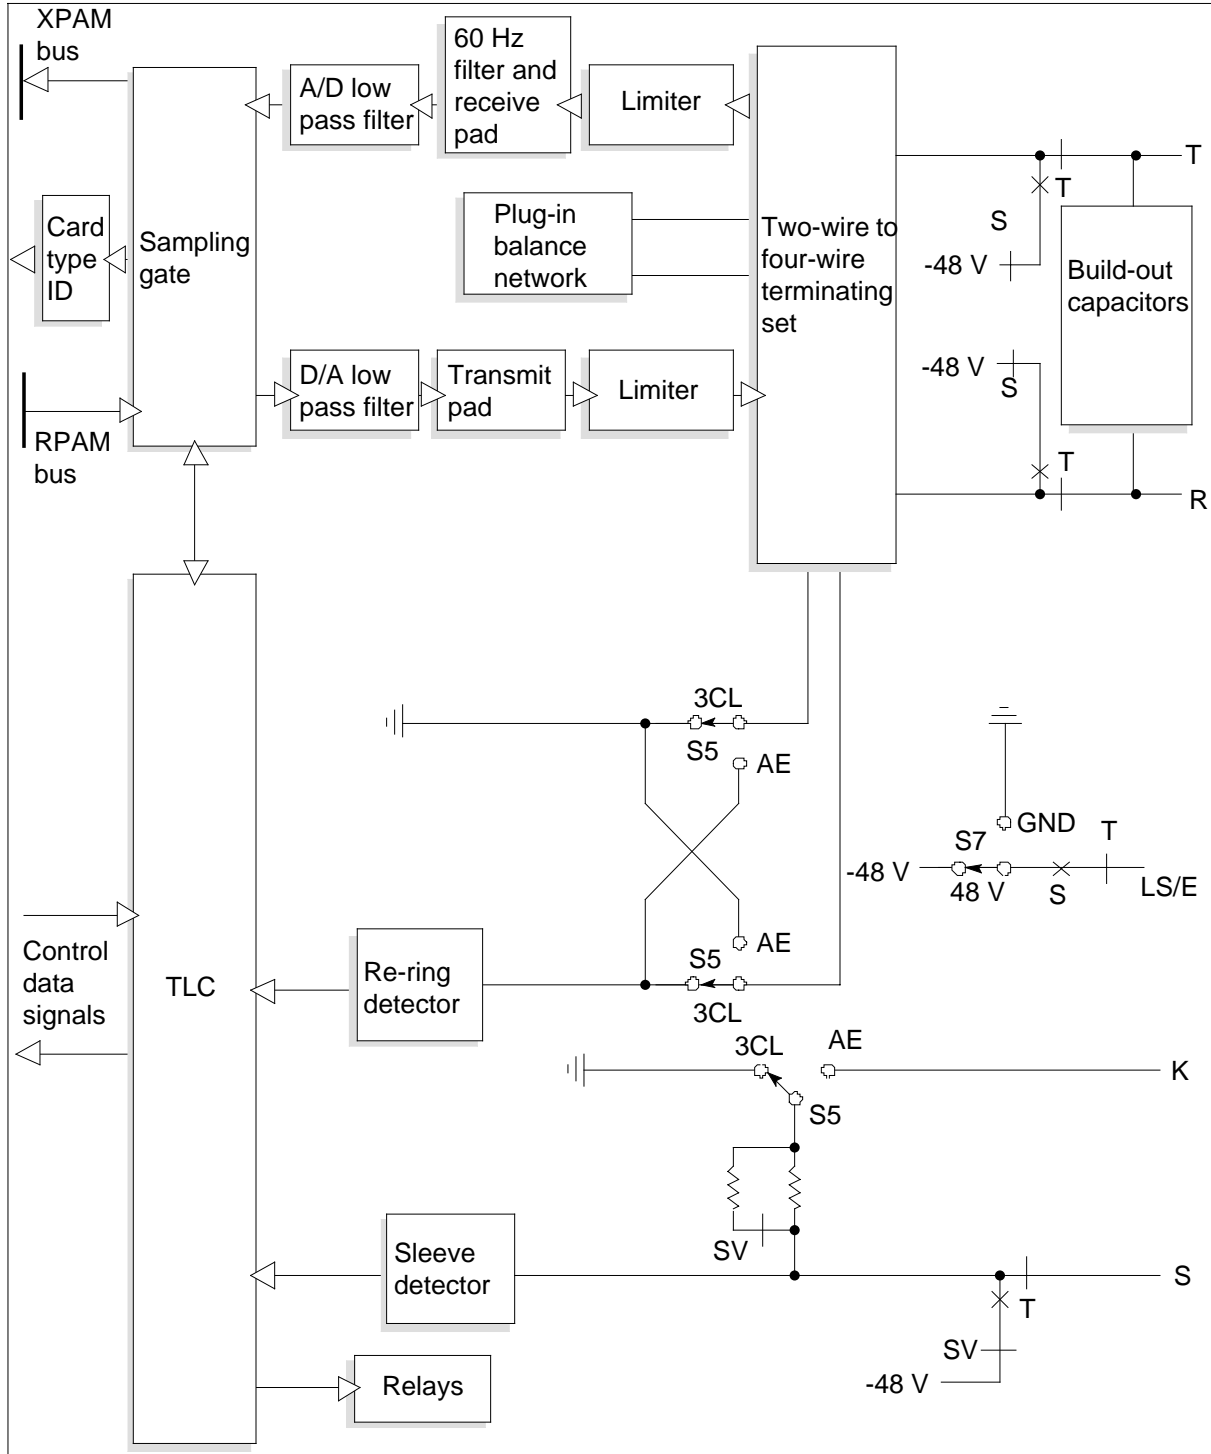 XPAM
bus
60 Hz
filter and
receive
pad
A/D low
pass filter
Limiter
T
T
Card
type
ID
Sampling
gate
Plug-in
balance
network
Two-wire to
four-wire
terminating
set
S
-48 V
Build-out
capacitors
-48 V
S
D/A low
pass filter
Transmit
pad
Limiter
RPAM
bus
T
R
3CL
S5
AE
GND
T
S7
-48 V
48 V
S
LS/E
Control
data
signals
TLC
Re-ring
detector
AE
S5
3CL
3CL
AE
K
S5
SV
Sleeve
detector
S
T
SV
-48 V
Relays